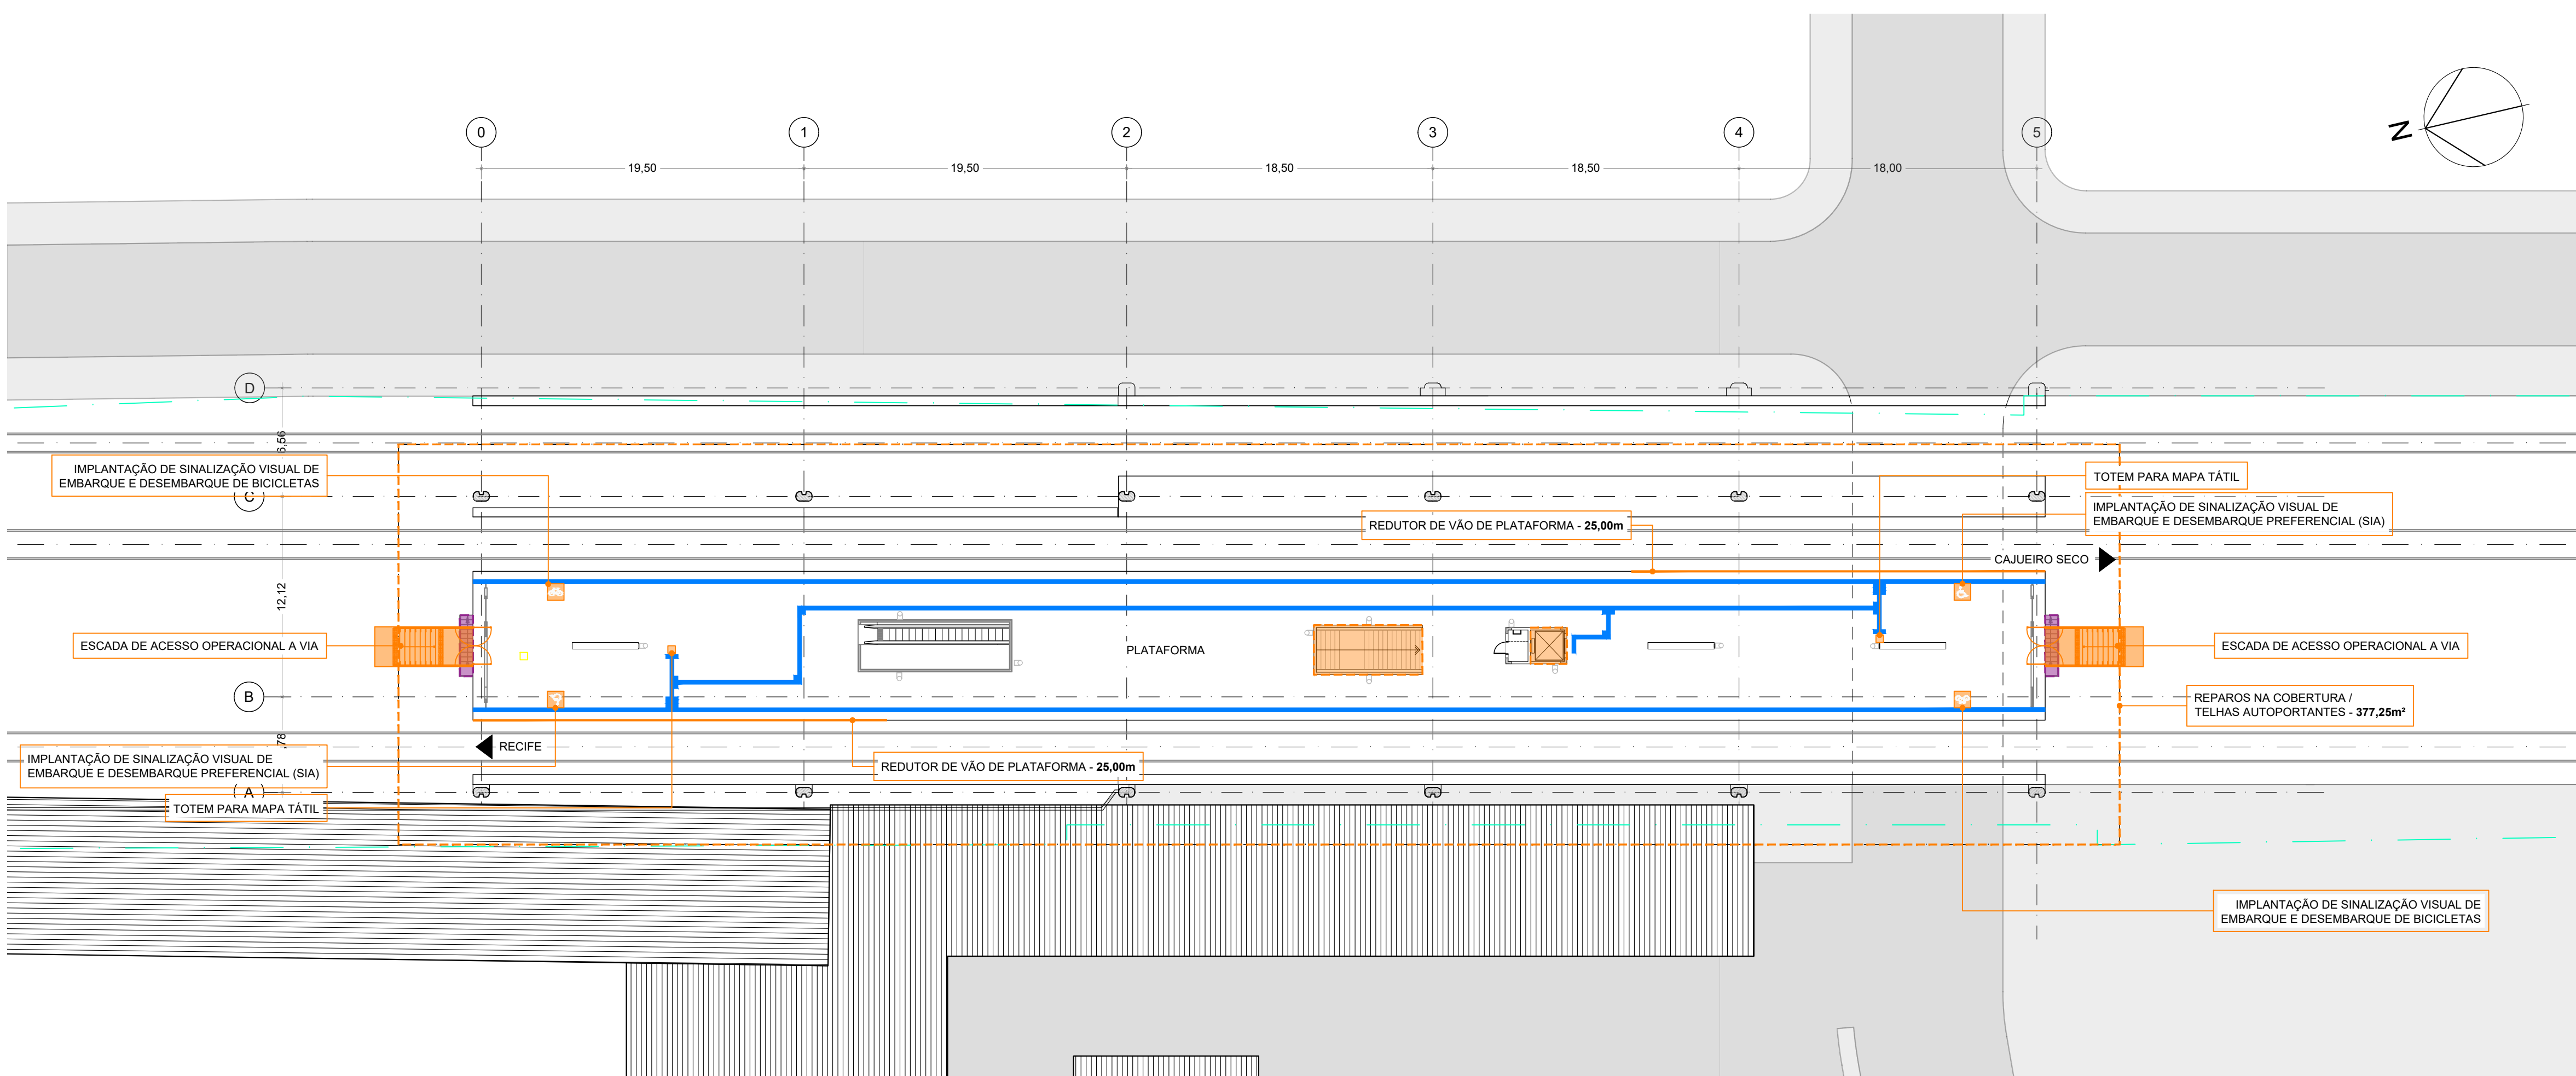 0
1
2
3
4
5
N
19,50
19,50
18,50
18,50
18,00
D
6,56
IMPLANTAÇÃO DE SINALIZAÇÃO VISUAL DE
EMBARQUE E DESEMBARQUE DE BICICLETAS
C
TOTEM PARA MAPA TÁTIL
IMPLANTAÇÃO DE SINALIZAÇÃO VISUAL DE
EMBARQUE E DESEMBARQUE PREFERENCIAL (SIA)
REDUTOR DE VÃO DE PLATAFORMA - 25,00m
CAJUEIRO SECO
12,12
ESCADA DE ACESSO OPERACIONAL A VIA
PLATAFORMA
ESCADA DE ACESSO OPERACIONAL A VIA
B
REPAROS NA COBERTURA /
TELHAS AUTOPORTANTES - 377,25m²
RECIFE
IMPLANTAÇÃO DE SINALIZAÇÃO VISUAL DE
EMBARQUE E DESEMBARQUE PREFERENCIAL (SIA)
REDUTOR DE VÃO DE PLATAFORMA - 25,00m
A
TOTEM PARA MAPA TÁTIL
IMPLANTAÇÃO DE SINALIZAÇÃO VISUAL DE
EMBARQUE E DESEMBARQUE DE BICICLETAS